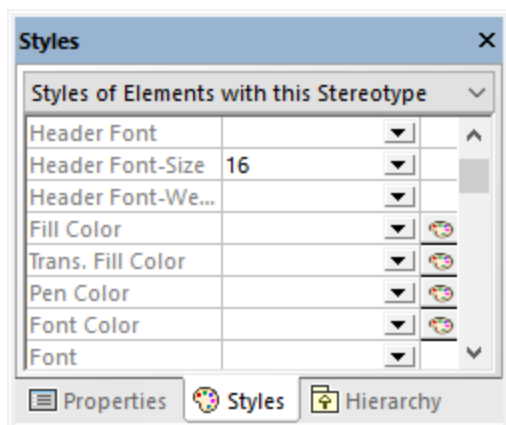 Styles
Styles of Elements with this Stereotype
Header Font
Header Font-Size 16
Header Font-We...
Fill Color
Trans. Fill Color
Pen Color
Font Color
Font
Properties Styles Hierarchy